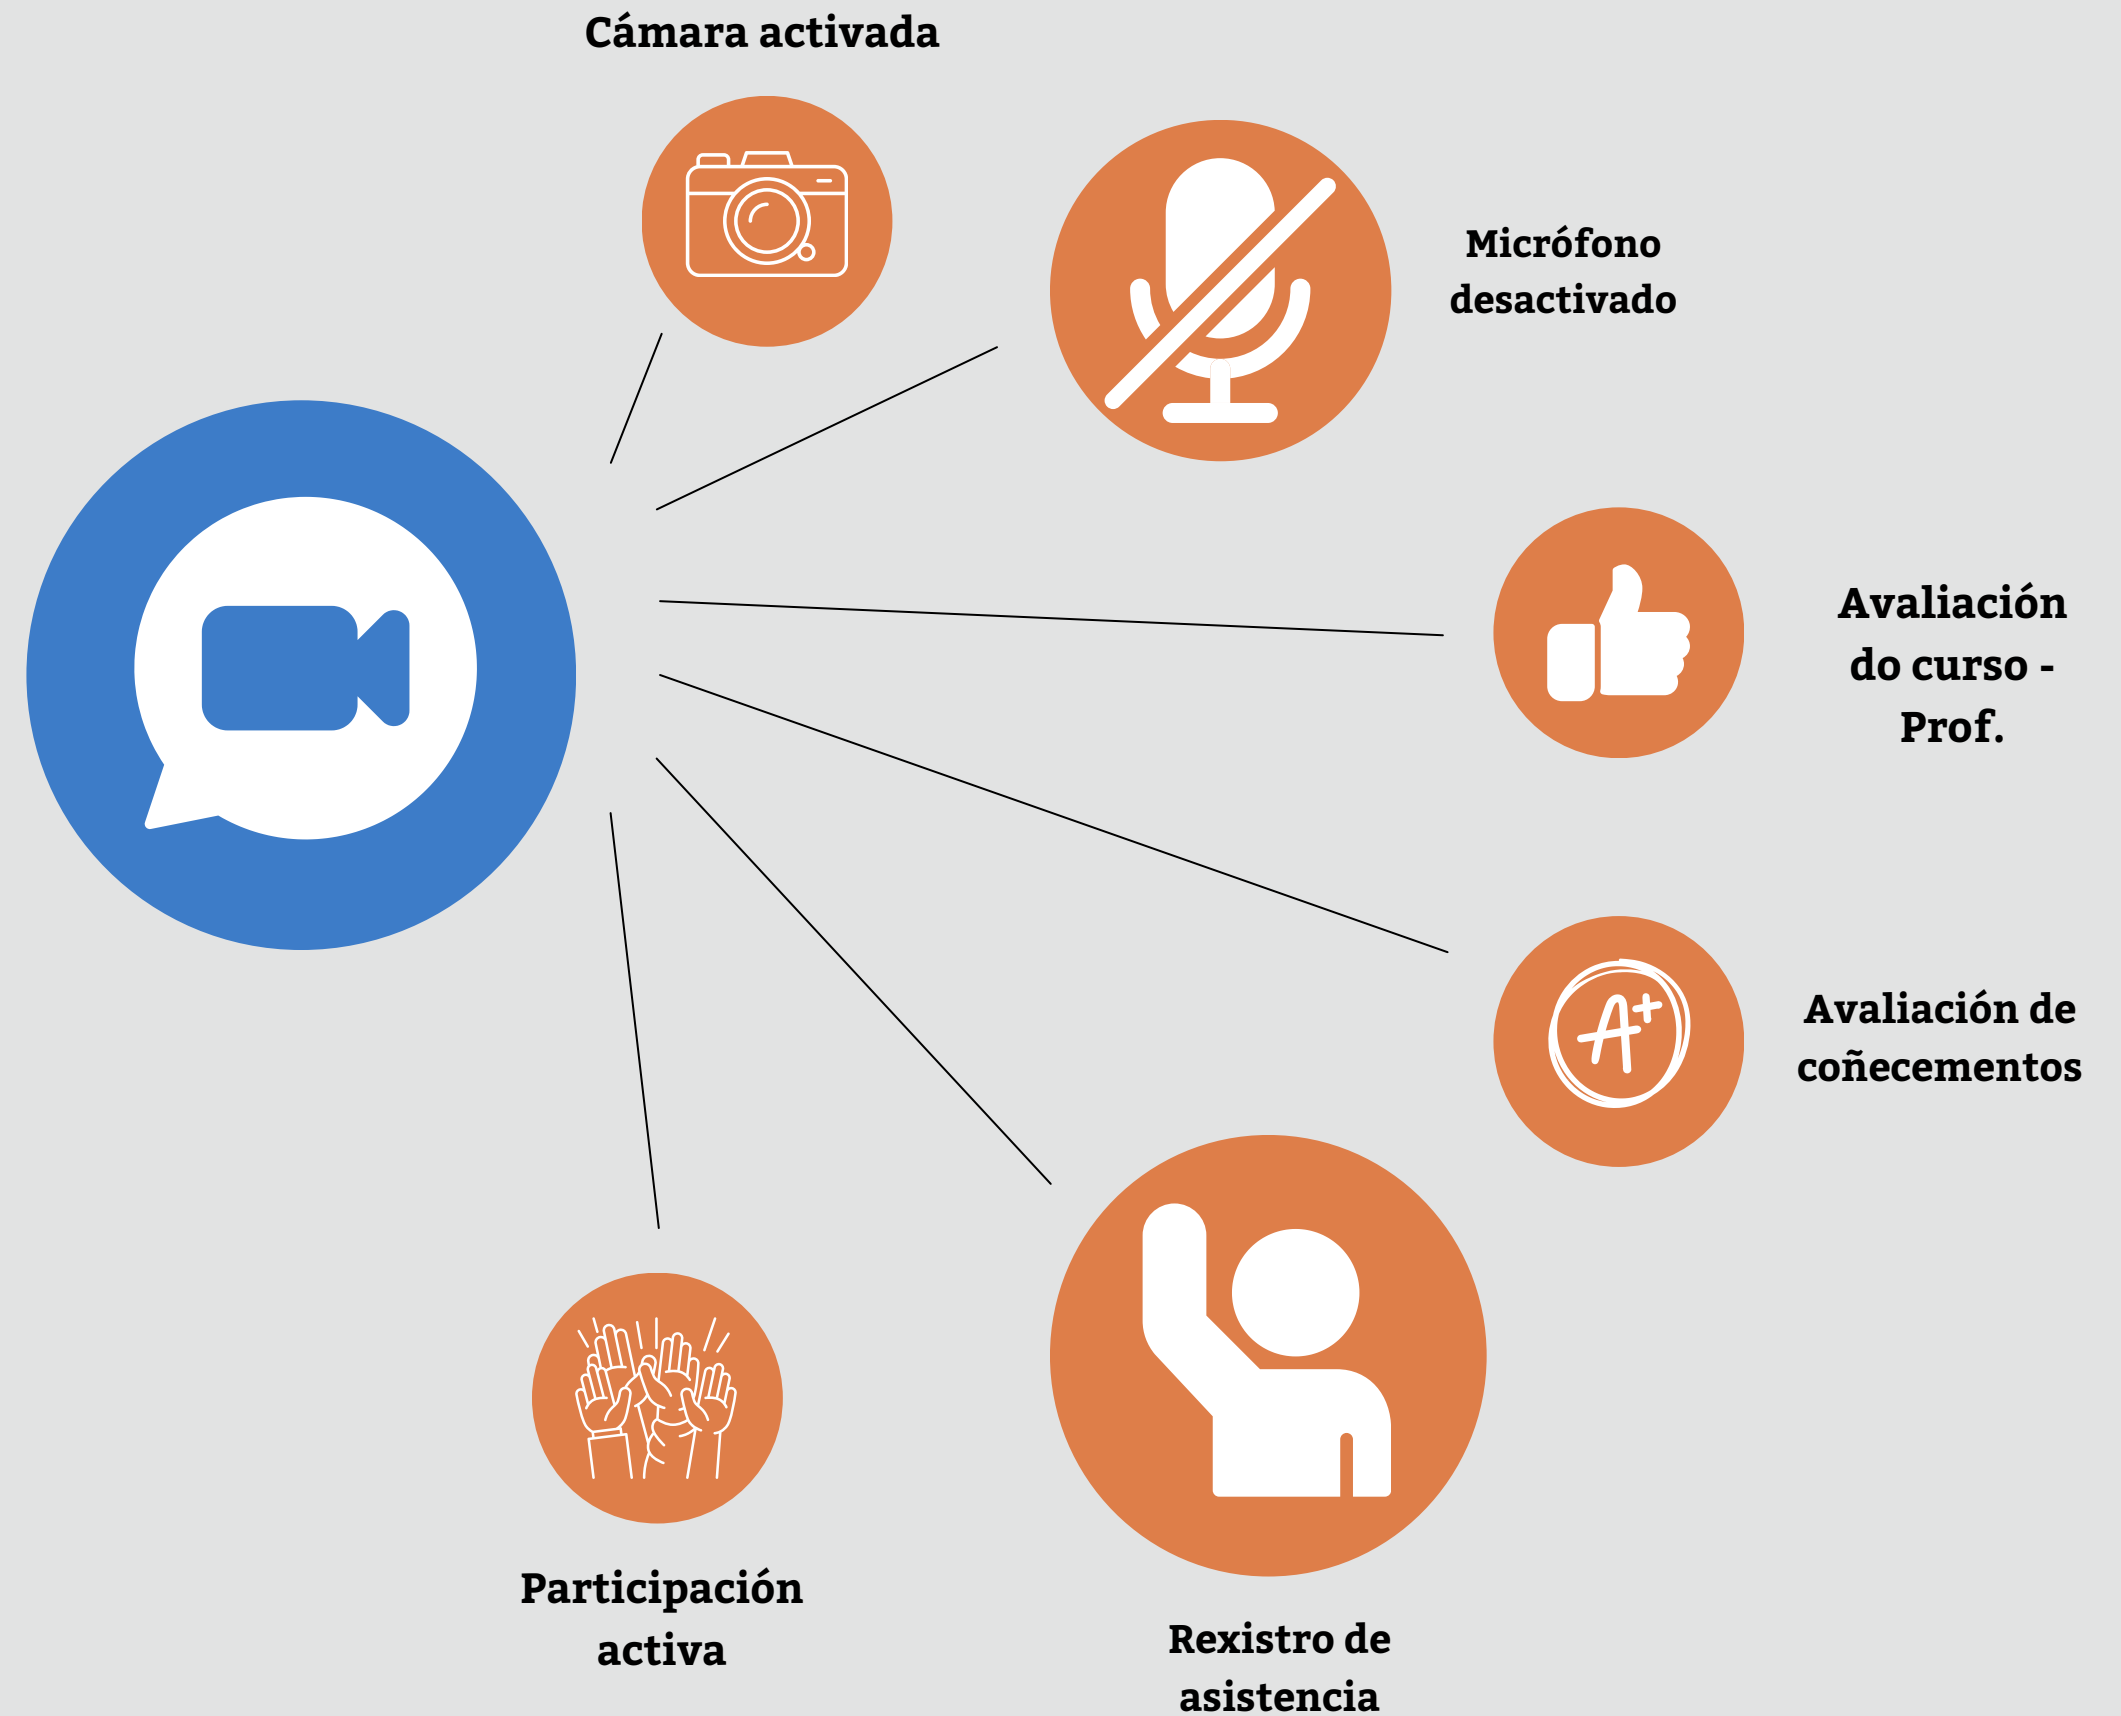 Cámara activada
Micrófono
desactivado
Avaliación
do curso -
Prof.
A+
Avaliación de
coñecementos
Participación
activa
Rexistro de
asistencia